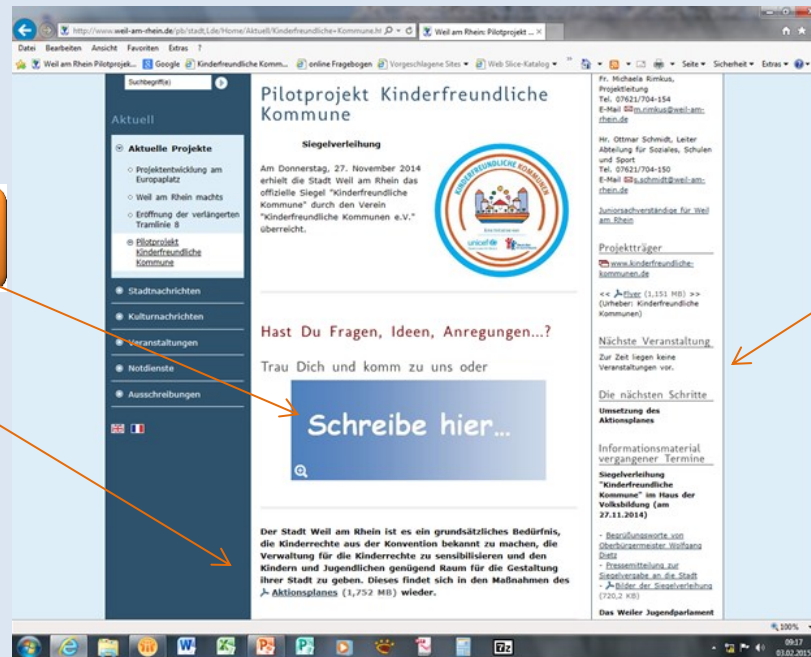 http://www.weil-am-rhein.de/pb/stadt,Lde/Home/Aktuell/Kinderfreundliche+Kommune.ht
Weil am Rhein: Pilotprojekt ...
Datei Bearbeiten Ansicht Favoriten Extras ?
Weil am Rhein Pilotprojek... Google Kinderfreundliche Komm... online Fragebogen Vorgeschlagene Sites Web Slice-Katalog
Seite Sicherheit Extras
Suchbegriff(e)
Aktuell
Aktuelle Projekte
Projektentwicklung am
Europaplatz
Weil am Rhein machts
Eröffnung der verlängerten
Tramlinie 8
Pilotprojekt
Kinderfreundliche
Kommune
Stadtnachrichten
Kulturnachrichten
Veranstaltungen
Notdienste
Ausschreibungen
Pilotprojekt Kinderfreundliche
Kommune
Siegelverleihung
Am Donnerstag, 27. November 2014
erhielt die Stadt Weil am Rhein das
offizielle Siegel "Kinderfreundliche
Kommune" durch den Verein
"Kinderfreundliche Kommunen e.V."
überreicht.
KINDERFREUNDLICHE KOMMUNEN
Eine Initiative von
unicef
Hast Du Fragen, Ideen, Anregungen...?
Trau Dich und komm zu uns oder
Schreibe hier...
Der Stadt Weil am Rhein ist es ein grundsätzliches Bedürfnis,
die Kinderrechte aus der Konvention bekannt zu machen, die
Verwaltung für die Kinderrechte zu sensibilisieren und den
Kindern und Jugendlichen genügend Raum für die Gestaltung
ihrer Stadt zu geben. Dieses findet sich in den Maßnahmen des
Aktionsplanes (1,752 MB) wieder.
Fr. Michaela Rimkus,
Projektleitung
Tel. 07621/704-154
E-Mail m.rimkus@weil-am-
rhein.de
Hr. Ottmar Schmidt, Leiter
Abteilung für Soziales, Schulen
und Sport
Tel. 07621/704-150
E-Mail s.schmidt@weil-am-
rhein.de
Juniorsachverständige für Weil
am Rhein
Projektträger
www.kinderfreundliche-
kommunen.de
<< Flyer (1,151 MB) >>
(Urheber: Kinderfreundliche
Kommunen)
Nächste Veranstaltung
Zur Zeit liegen keine
Veranstaltungen vor.
Die nächsten Schritte
Umsetzung des
Aktionsplanes
Informationsmaterial
vergangener Termine
Siegelverleihung
"Kinderfreundliche
Kommune" im Haus der
Volksbildung (am
27.11.2014)
- Begrüßungsworte von
Oberbürgermeister Wolfgang
Dietz
- Pressemitteilung zur
Siegelvergabe an die Stadt
- Bilder der Siegelverleihung
(720,2 KB)
Das Weiler Jugendparlament
100%
09:17
03.02.2015